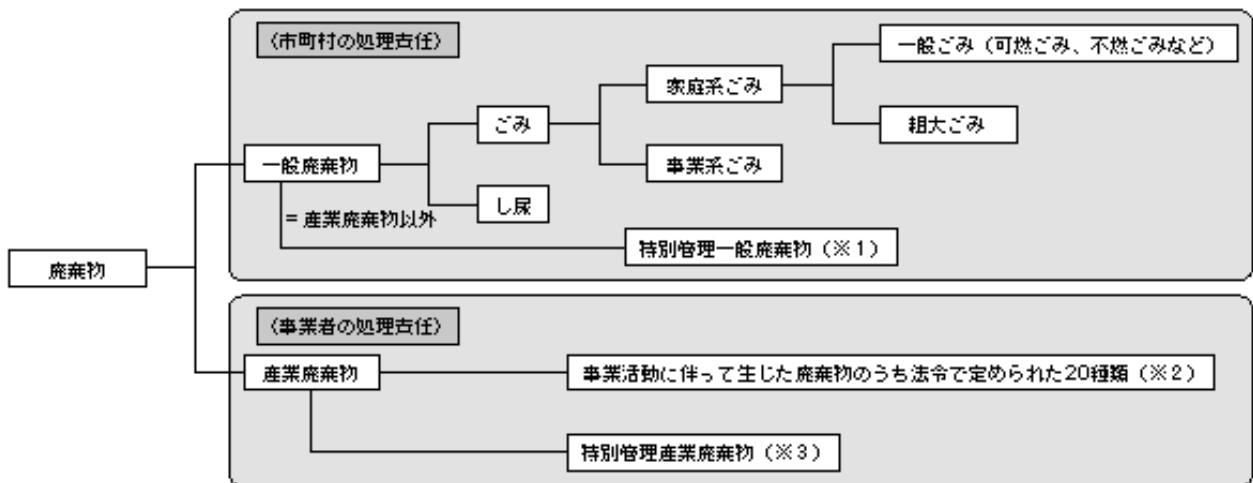 〈市町村の処理責任〉
一般ごみ（可燃ごみ、不燃ごみなど）
家庭系ごみ
ごみ
粗大ごみ
一般廃棄物
事業系ごみ
し尿
＝産業廃棄物以外
特別管理一般廃棄物（※１）
廃棄物
〈事業者の処理責任〉
産業廃棄物
事業活動に伴って生じた廃棄物のうち法令で定められた20種類（※２）
特別管理産業廃棄物（※３）